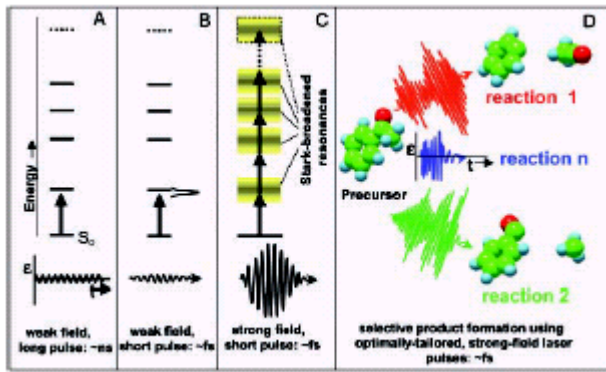 A
B
C
D
Energy
S₀
ε
t
weak field,
long pulse: ~ns
weak field,
short pulse: ~fs
Stark-broadened
resonances
strong field,
short pulse: ~fs
reaction 1
ε
t
reaction n
Precursor
reaction 2
selective product formation using
optimally-tailored, strong-field laser
pulses: ~fs